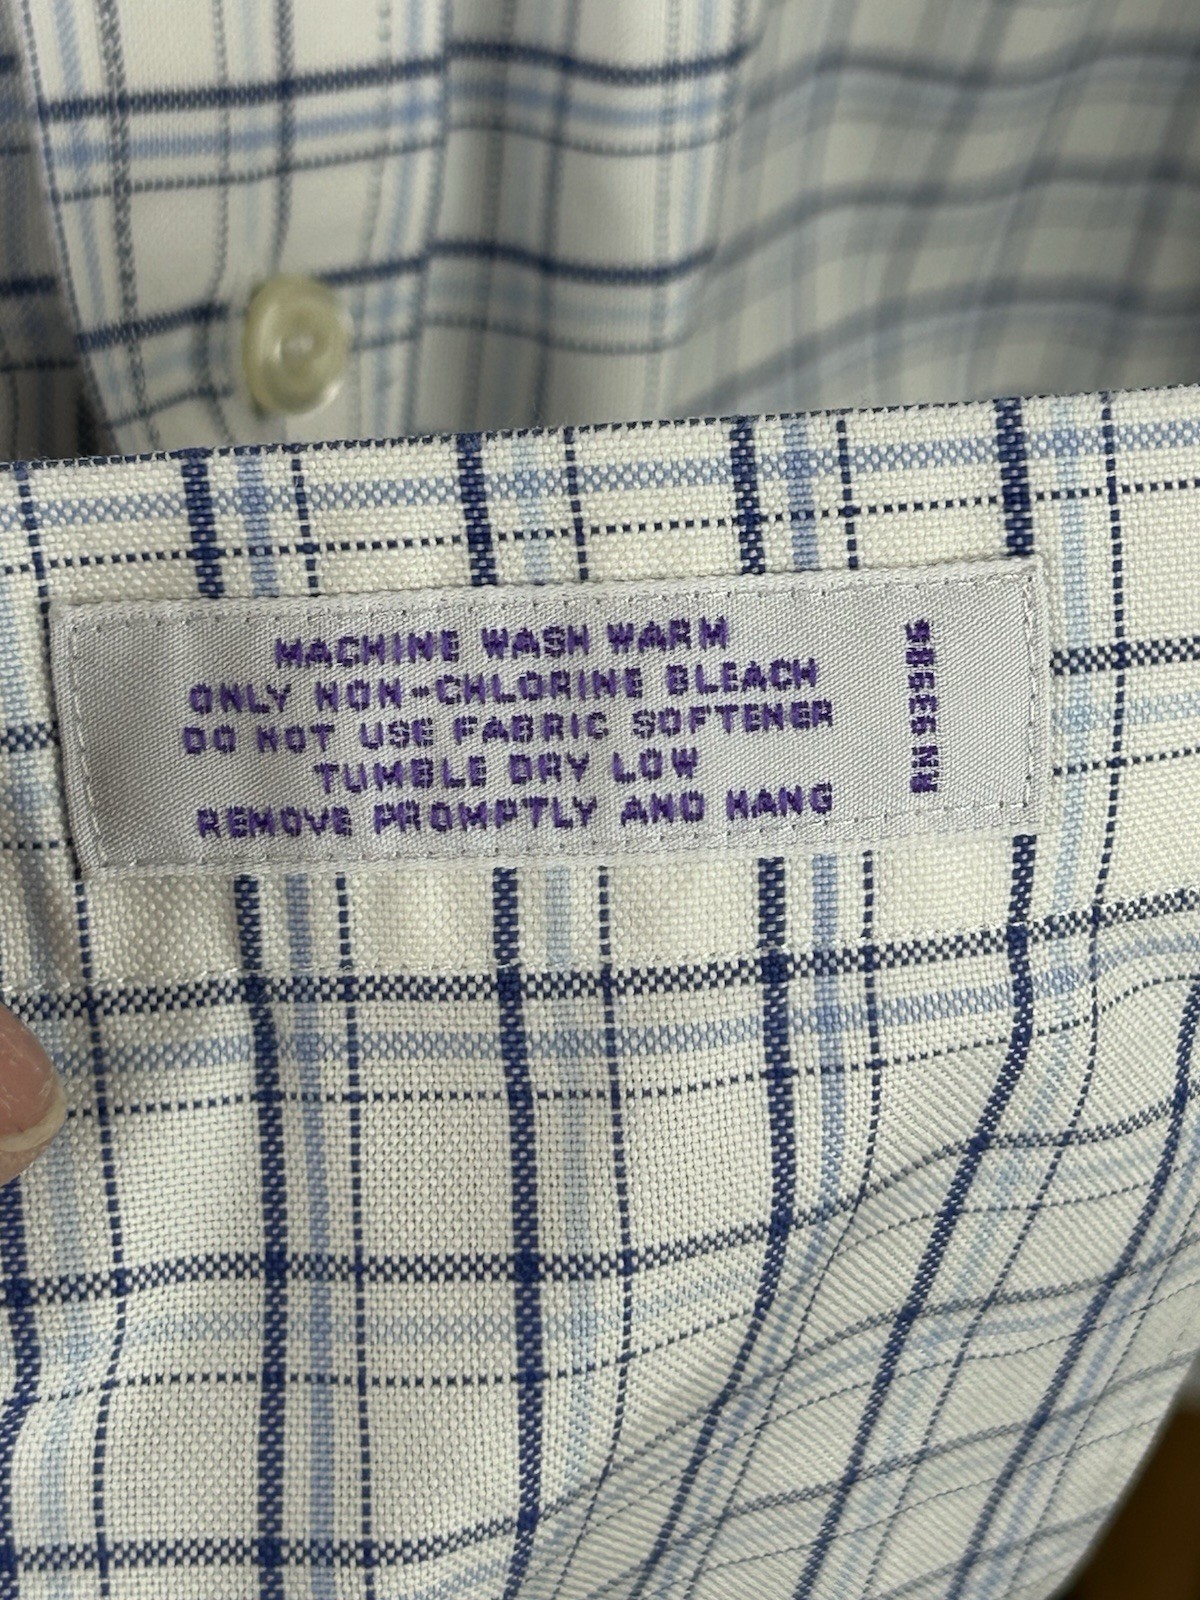 MACHINE WASH WARM
ONLY NON-CHLORINE BLEACH
DO NOT USE FABRIC SOFTENER
TUMBLE DRY LOW
REMOVE PROMPTLY AND HANG
RN 53985